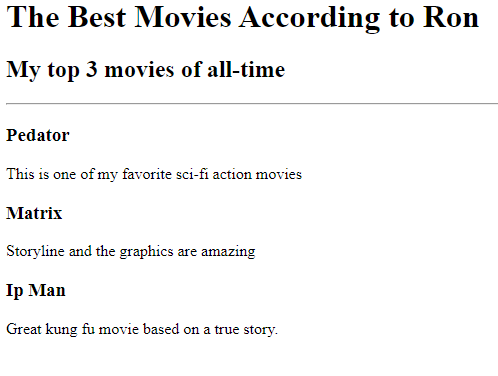 The Best Movies According to Ron
My top 3 movies of all-time
Pedator
This is one of my favorite sci-fi action movies
Matrix
Storyline and the graphics are amazing
Ip Man
Great kung fu movie based on a true story.